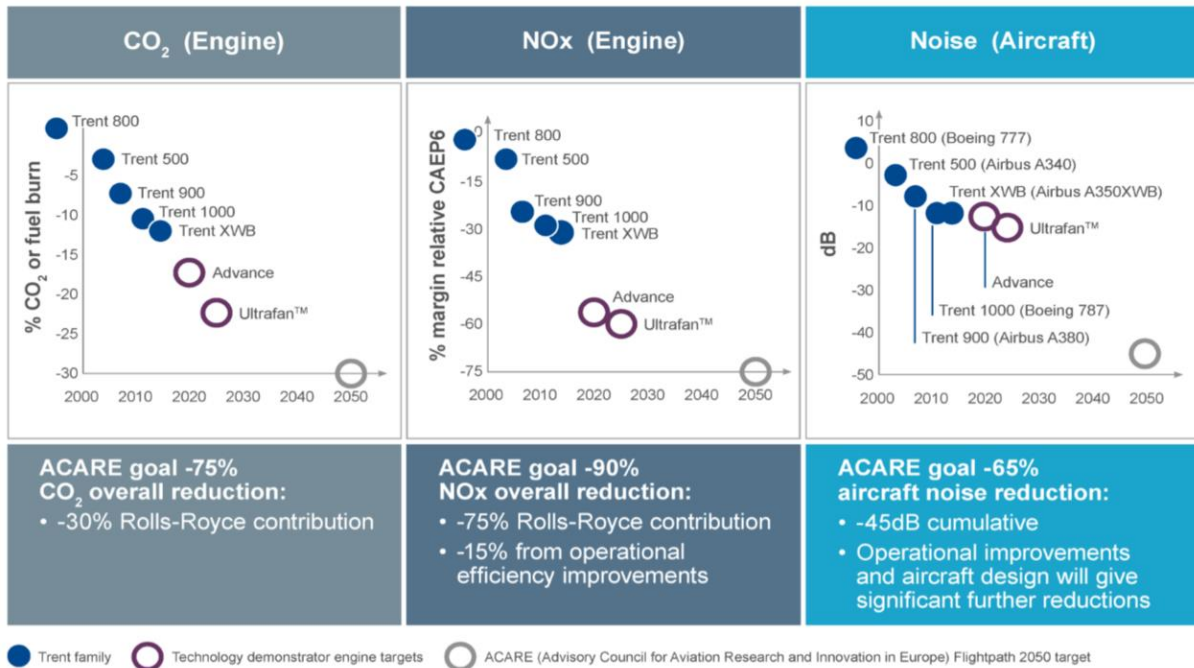 CO₂ (Engine)
NOx (Engine)
Noise (Aircraft)
% CO₂ or fuel burn
Trent 800
Trent 500
Trent 900
Trent 1000
Trent XWB
Advance
Ultrafan™
-5
-10
-15
-20
-25
-30
2000 2010 2020 2030 2040 2050
% margin relative CAEP6
0
-15
-30
-45
-60
-75
Trent 800
Trent 500
Trent 900
Trent 1000
Trent XWB
Advance
Ultrafan™
2000 2010 2020 2030 2040 2050
dB
10
0
-10
-20
-30
-40
-50
Trent 800 (Boeing 777)
Trent 500 (Airbus A340)
Trent XWB (Airbus A350XWB)
Ultrafan™
Advance
Trent 1000 (Boeing 787)
Trent 900 (Airbus A380)
2000 2010 2020 2030 2040 2050
ACARE goal -75%
CO₂ overall reduction:
• -30% Rolls-Royce contribution
ACARE goal -90%
NOx overall reduction:
• -75% Rolls-Royce contribution
• -15% from operational
efficiency improvements
ACARE goal -65%
aircraft noise reduction:
• -45dB cumulative
• Operational improvements
and aircraft design will give
significant further reductions
Trent family
Technology demonstrator engine targets
ACARE (Advisory Council for Aviation Research and Innovation in Europe) Flightpath 2050 target